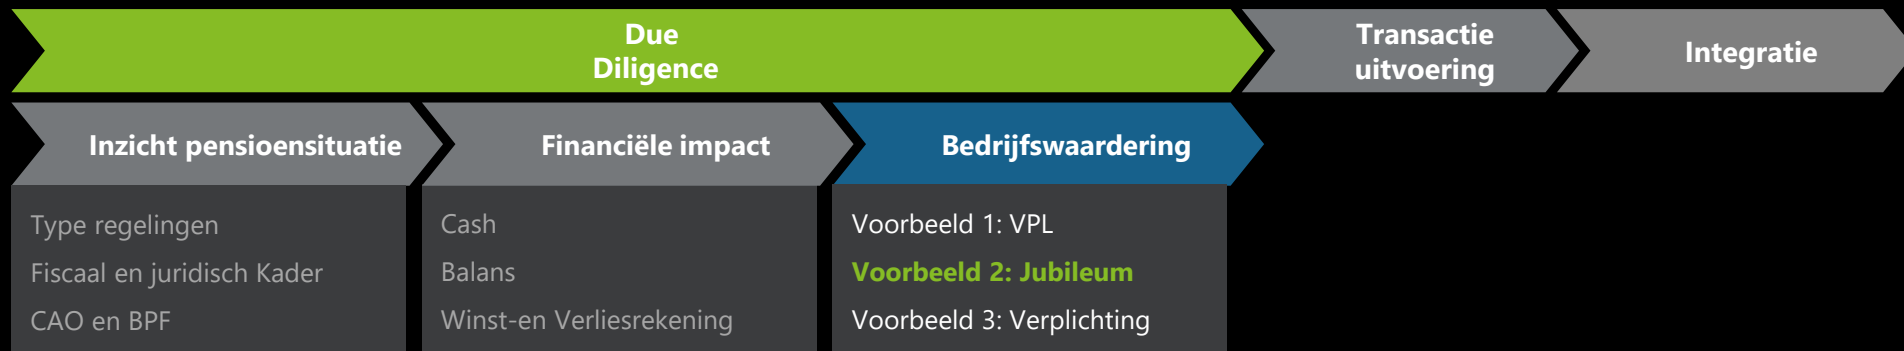 Due
Diligence
Transactie
uitvoering
Integratie
Inzicht pensioensituatie
Financiële impact
Bedrijfswaardering
Type regelingen
Fiscaal en juridisch Kader
CAO en BPF
Cash
Balans
Winst-en Verliesrekening
Voorbeeld 1: VPL
Voorbeeld 2: Jubileum
Voorbeeld 3: Verplichting